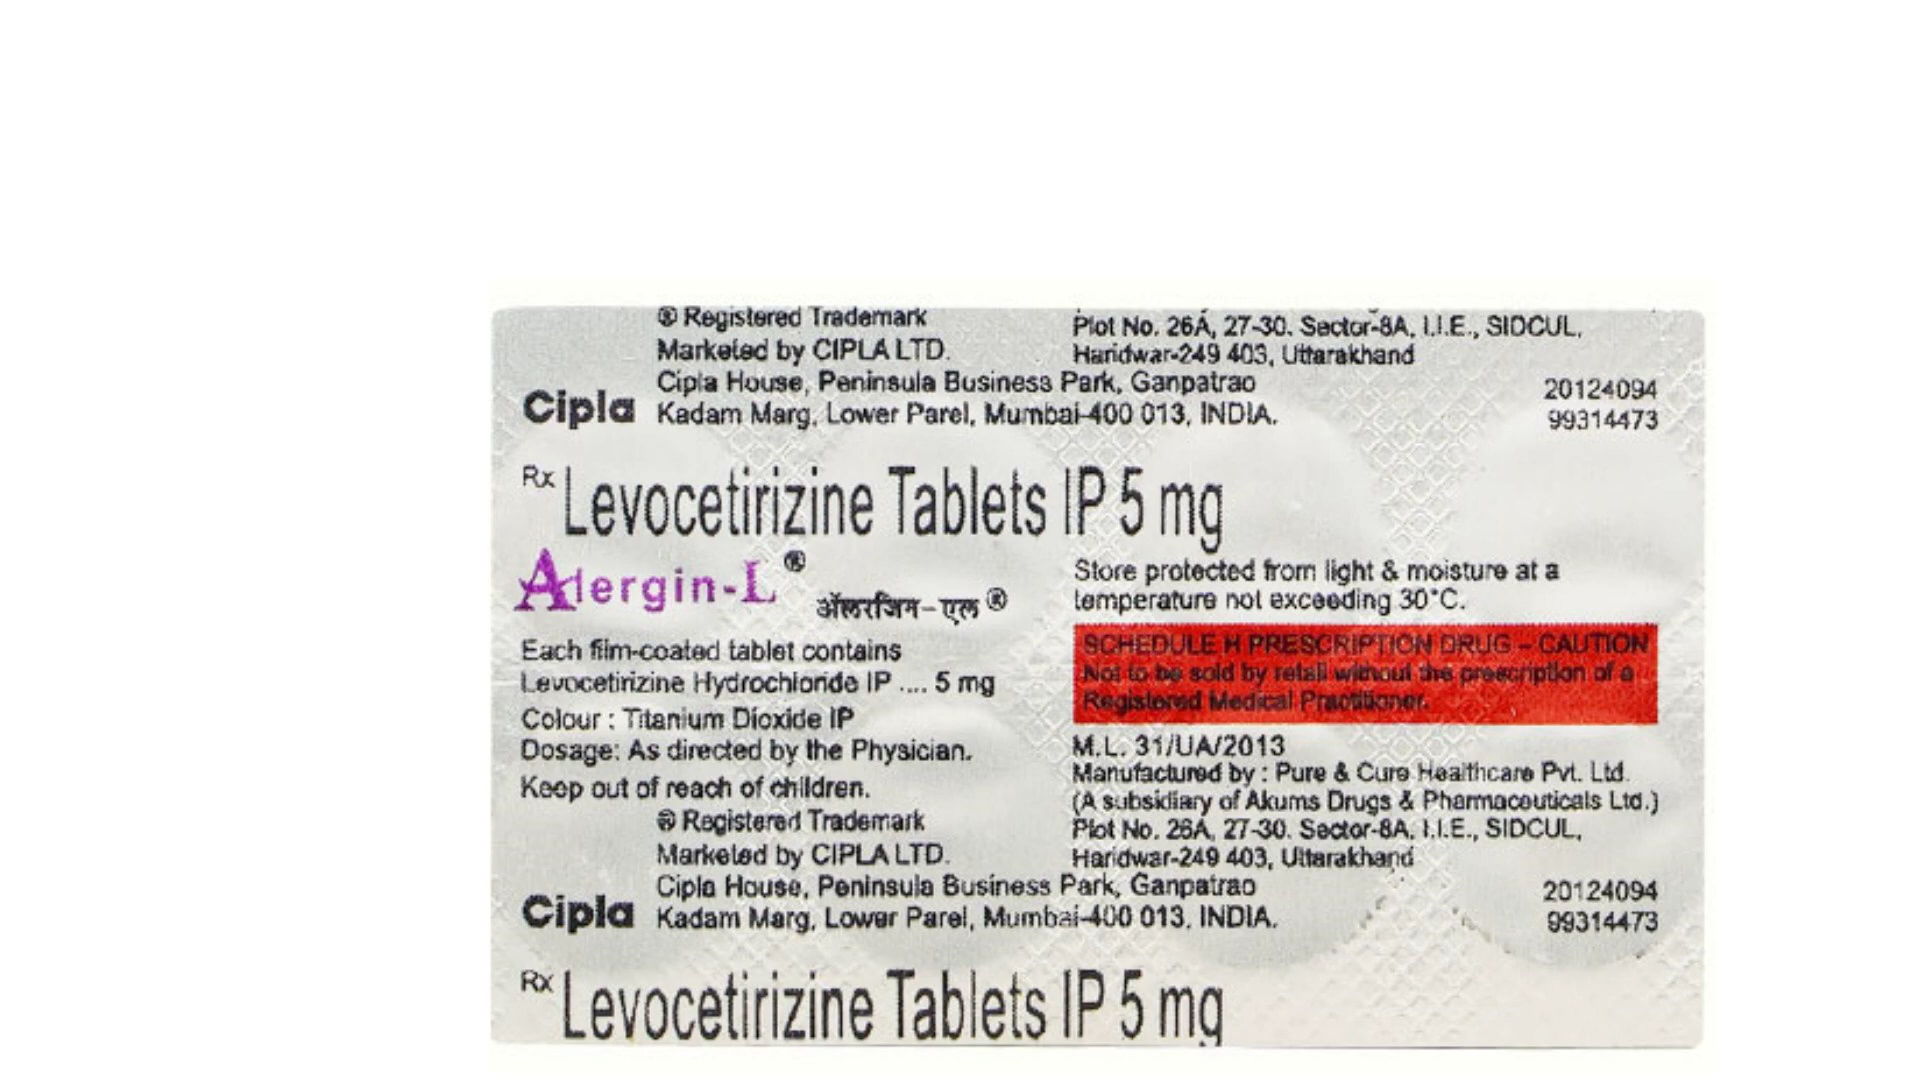 ® Registered Trademark
Marketed by CIPLA LTD.
Cipla House, Peninsula Business Park, Ganpatrao
Cipla Kadam Marg, Lower Parel, Mumbai-400 013, INDIA.
Plot No. 26A, 27-30, Sector-8A, I.I.E., SIDCUL,
Haridwar-249 403, Uttarakhand
20124094
99314473
Rx Levocetirizine Tablets IP 5 mg
Alergin-L®
अ‍ॅलरजिन-एल®
Each film-coated tablet contains
Levocetirizine Hydrochloride IP .... 5 mg
Colour : Titanium Dioxide IP
Dosage: As directed by the Physician.
Keep out of reach of children.
Store protected from light & moisture at a
temperature not exceeding 30°C.
SCHEDULE H PRESCRIPTION DRUG – CAUTION
Not to be sold by retail without the prescription of a
Registered Medical Practitioner.
M.L. 31/UA/2013
Manufactured by : Pure & Cure Healthcare Pvt. Ltd.
(A subsidiary of Akums Drugs & Pharmaceuticals Ltd.)
Plot No. 26A, 27-30, Sector-8A, I.I.E., SIDCUL,
Haridwar-249 403, Uttarakhand
® Registered Trademark
Marketed by CIPLA LTD.
Cipla House, Peninsula Business Park, Ganpatrao
Cipla Kadam Marg, Lower Parel, Mumbai-400 013, INDIA.
20124094
99314473
Rx Levocetirizine Tablets IP 5 mg